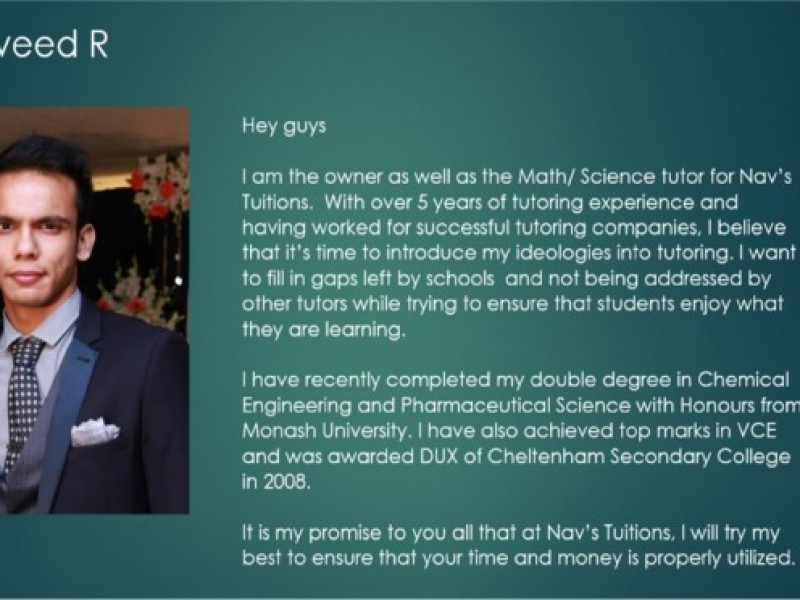 veed R
Hey guys
I am the owner as well as the Math/ Science tutor for Nav's
Tuitions. With over 5 years of tutoring experience and
having worked for successful tutoring companies, I believe
that it's time to introduce my ideologies into tutoring. I want
to fill in gaps left by schools and not being addressed by
other tutors while trying to ensure that students enjoy what
they are learning.
I have recently completed my double degree in Chemical
Engineering and Pharmaceutical Science with Honours from
Monash University. I have also achieved top marks in VCE
and was awarded DUX of Cheltenham Secondary College
in 2008.
It is my promise to you all that at Nav's Tuitions, I will try my
best to ensure that your time and money is properly utilized.